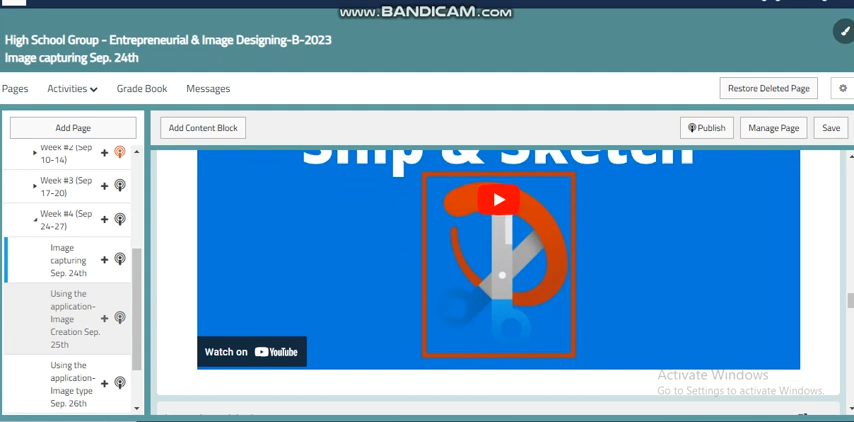 www.BANDICAM.com
High School Group - Entrepreneurial & Image Designing-B-2023
Image capturing Sep. 24th
Pages
Activities
Grade Book
Messages
Restore Deleted Page
Add Page
Add Content Block
Publish
Manage Page
Save
Week #2 (Sep
10-14)
Week #3 (Sep
17-20)
Week #4 (Sep
24-27)
Image
capturing
Sep. 24th
Using the
application-
Image
Creation Sep.
25th
Using the
application-
Image type
Sep. 26th
Snip & Sketch
Watch on YouTube
Activate Windows
Go to Settings to activate Windows.